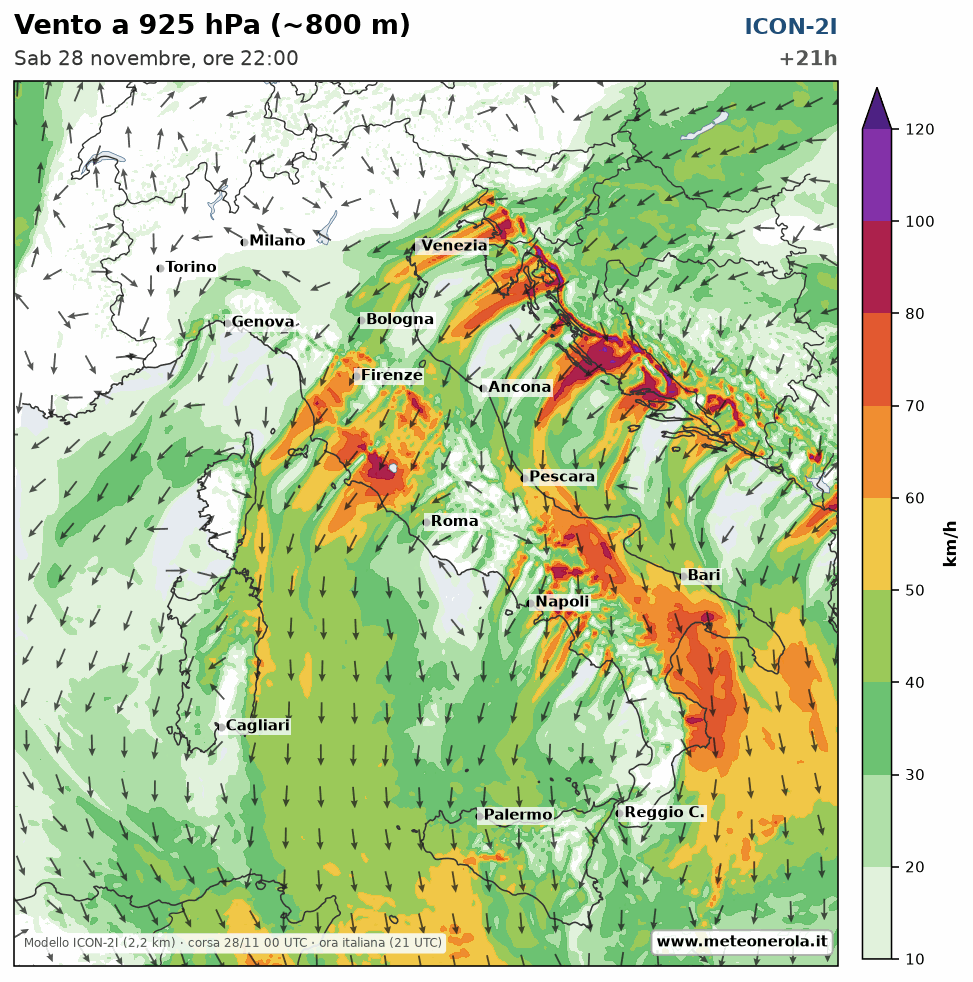 Vento a 925 hPa (~800 m)
ICON-2I
Sab 28 novembre, ore 22:00
+21h
120
100
80
70
60
50
40
30
20
10
km/h
Milano
Venezia
Torino
Genova
Bologna
Firenze
Ancona
Pescara
Roma
Bari
Napoli
Cagliari
Palermo
Reggio C.
Modello ICON-2I (2,2 km) · corsa 28/11 00 UTC · ora italiana (21 UTC)
www.meteonerola.it